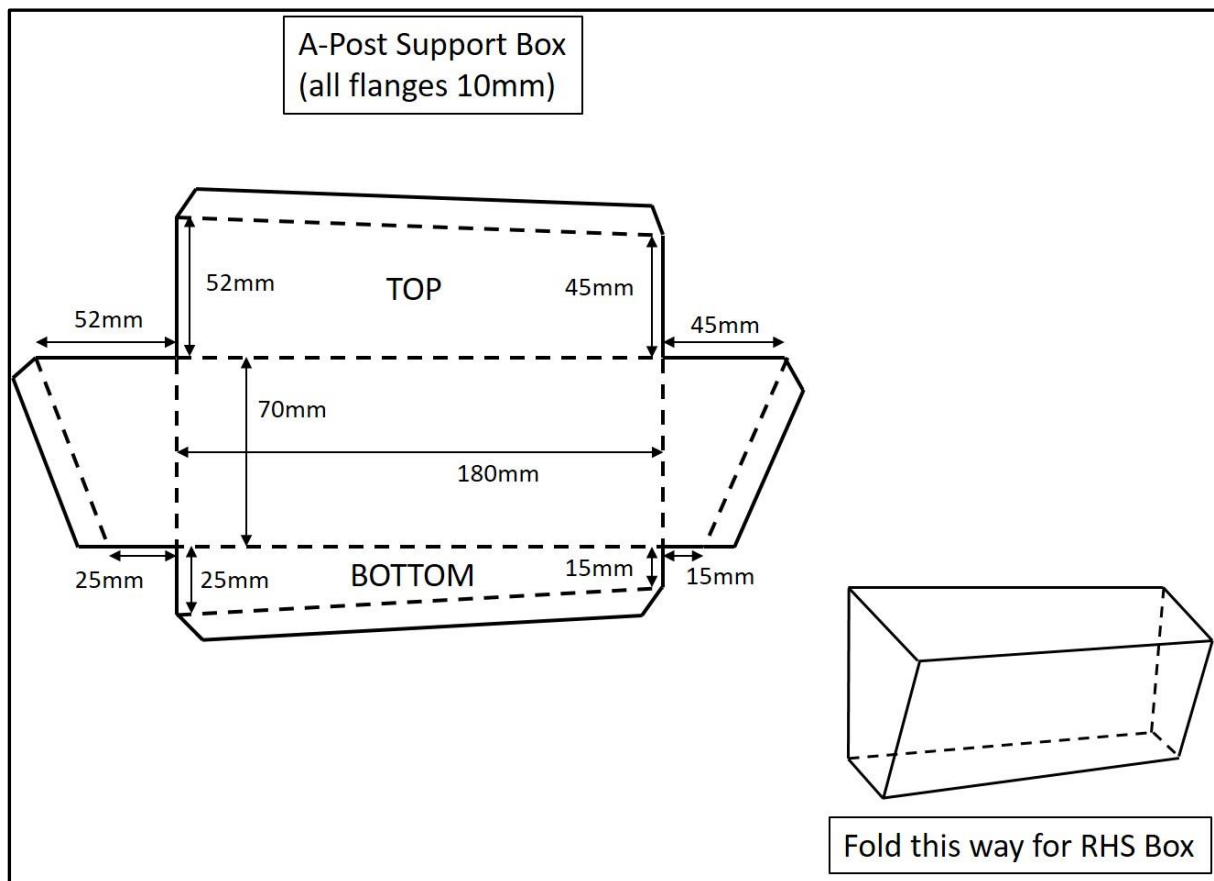 A-Post Support Box
(all flanges 10mm)
52mm
TOP
45mm
52mm
45mm
70mm
180mm
25mm
25mm
BOTTOM
15mm
15mm
Fold this way for RHS Box